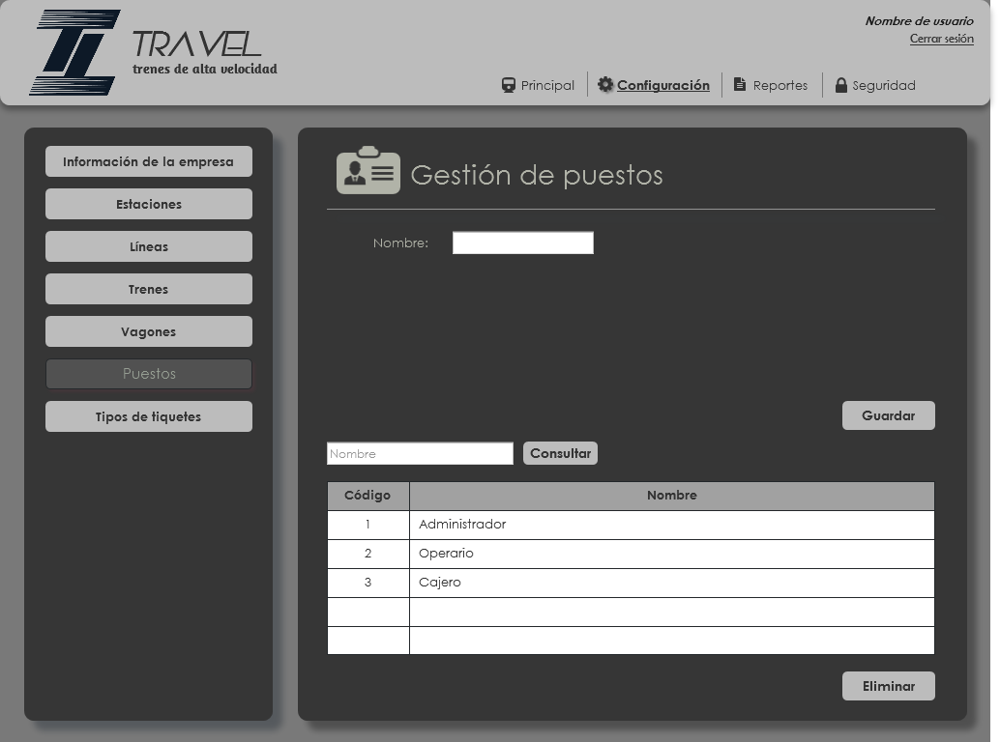 TRAVEL
trenes de alta velocidad
Nombre de usuario
Cerrar sesión
Principal
Configuración
Reportes
Seguridad
Información de la empresa
Estaciones
Líneas
Trenes
Vagones
Puestos
Tipos de tiquetes
Gestión de puestos
Nombre:
Guardar
Nombre Consultar
Código Nombre
1 Administrador
2 Operario
3 Cajero
Eliminar